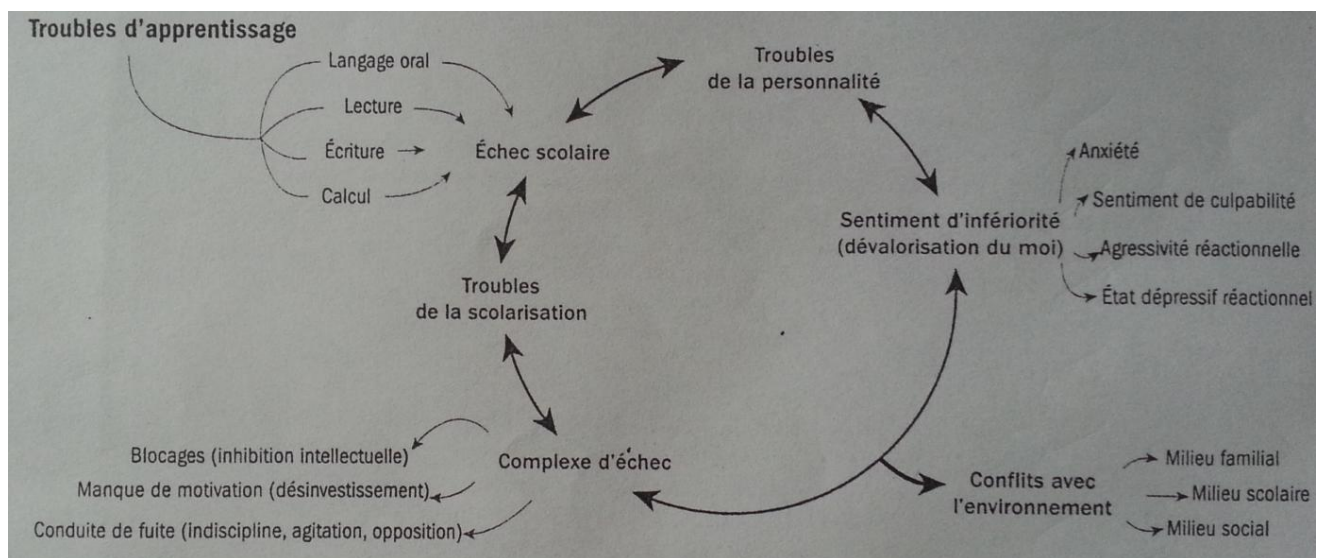 Troubles d'apprentissage
Langage oral
Lecture
Écriture
Calcul
Échec scolaire
Troubles
de la personnalité
Sentiment d'infériorité
(dévalorisation du moi)
Anxiété
Sentiment de culpabilité
Agressivité réactionnelle
État dépressif réactionnel
Troubles
de la scolarisation
Complexe d'échec
Blocages (inhibition intellectuelle)
Manque de motivation (désinvestissement)
Conduite de fuite (indiscipline, agitation, opposition)
Conflits avec
l'environnement
Milieu familial
Milieu scolaire
Milieu social